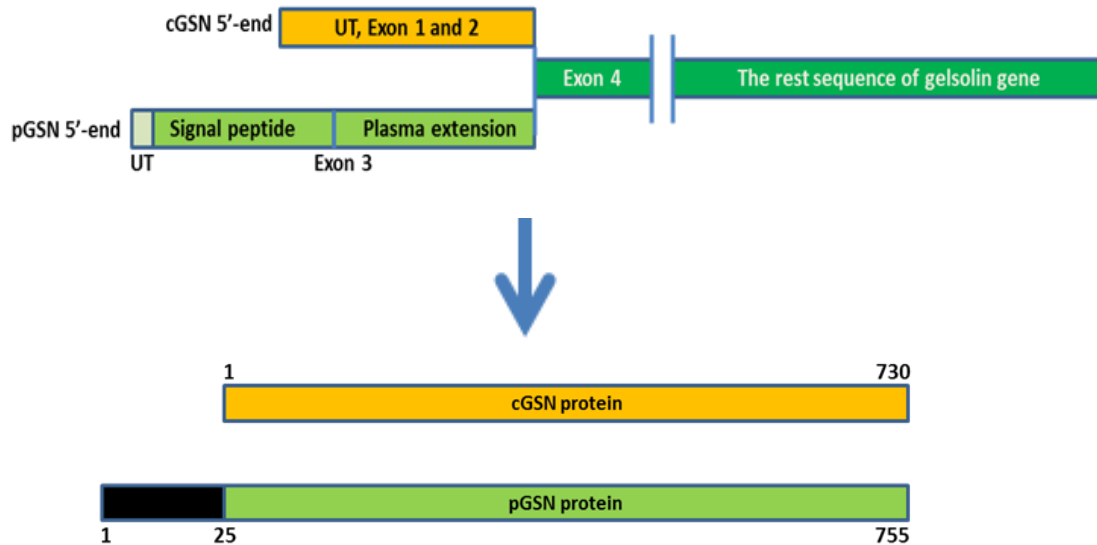 cGSN 5’-end
UT, Exon 1 and 2
Exon 4
The rest sequence of gelsolin gene
pGSN 5’-end
Signal peptide
Plasma extension
UT
Exon 3
1
730
cGSN protein
pGSN protein
1
25
755